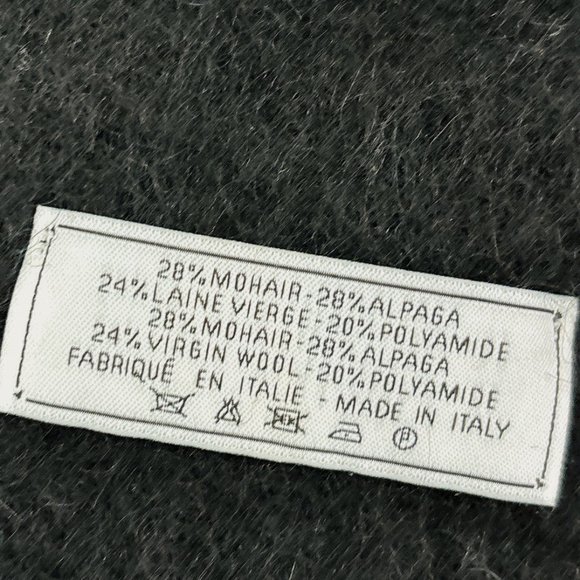 28% MOHAIR - 28% ALPAGA
24% LAINE VIERGE - 20% POLYAMIDE
28% MOHAIR - 28% ALPAGA
24% VIRGIN WOOL - 20% POLYAMIDE
FABRIQUÉ EN ITALIE - MADE IN ITALY
P